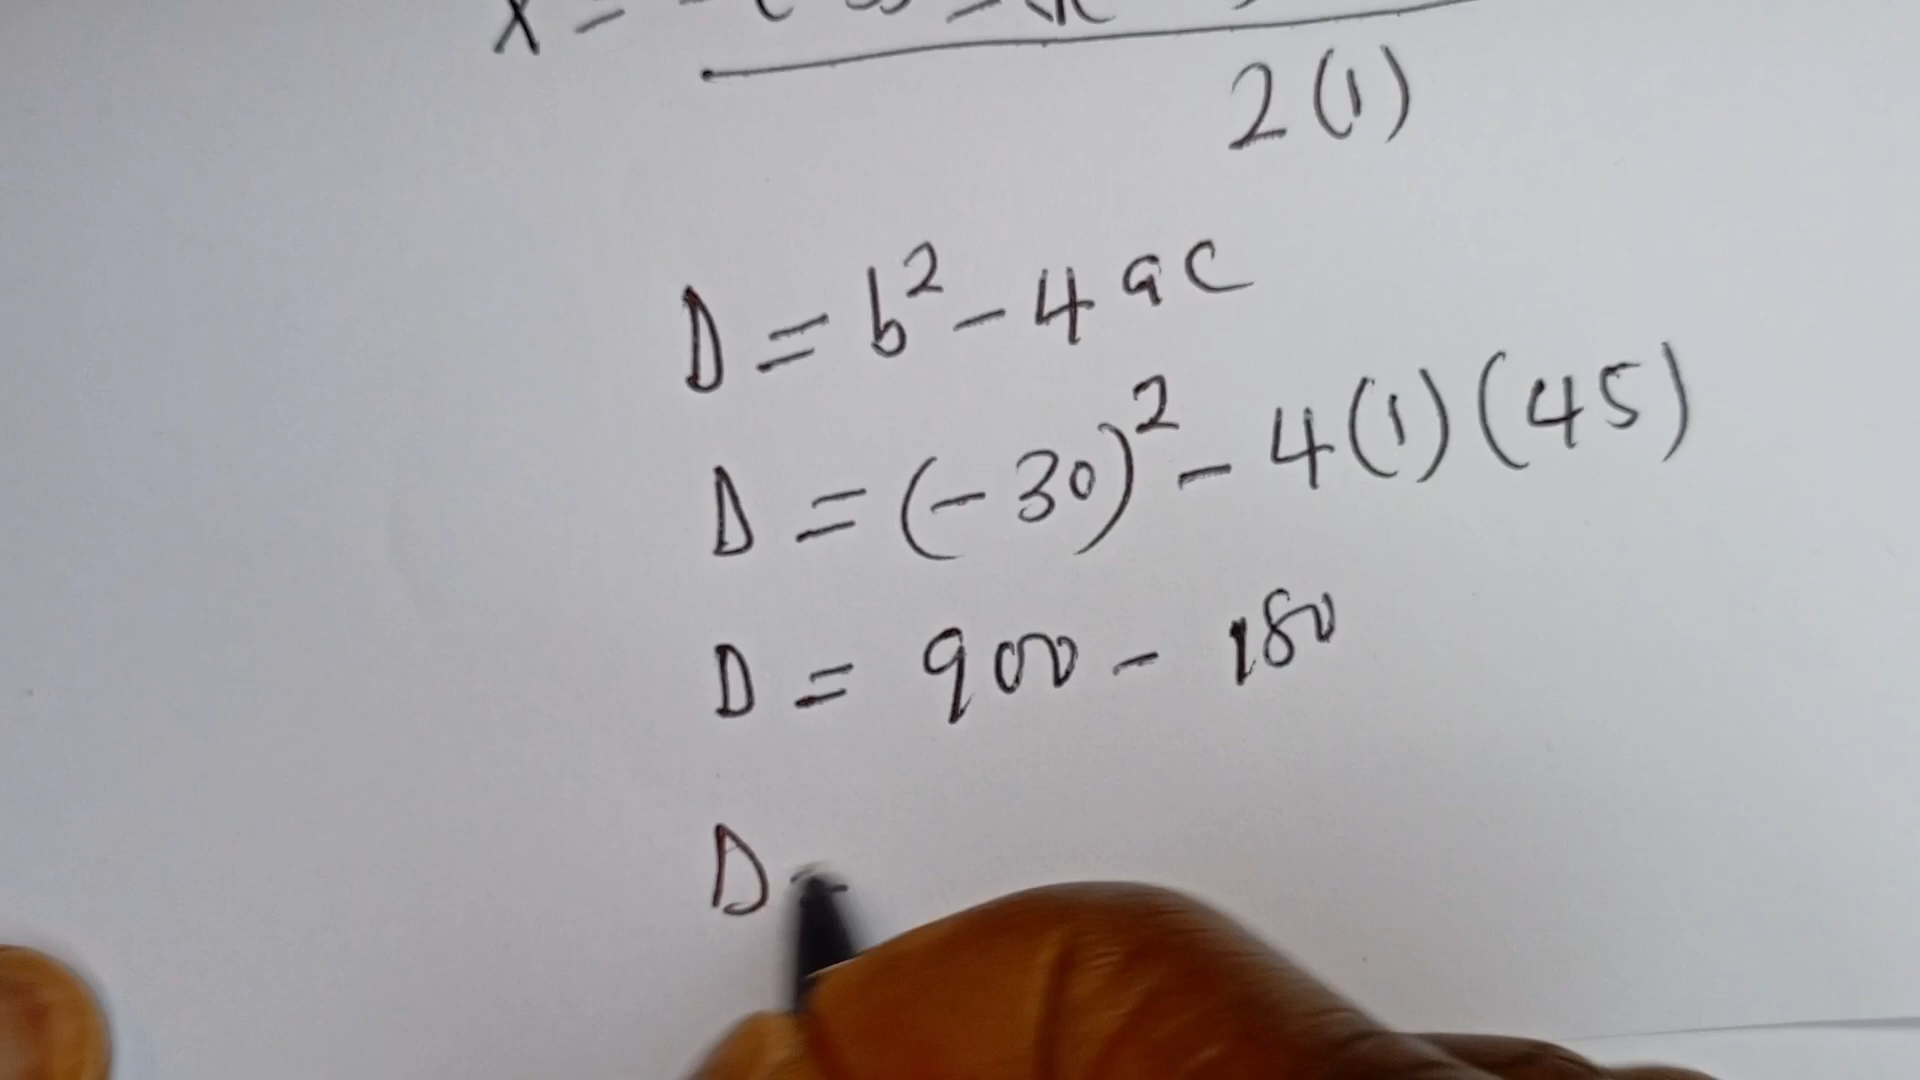 x =
2(1)
D = b² - 4ac
D = (-30)² - 4(1)(45)
D = 900 - 180
D =